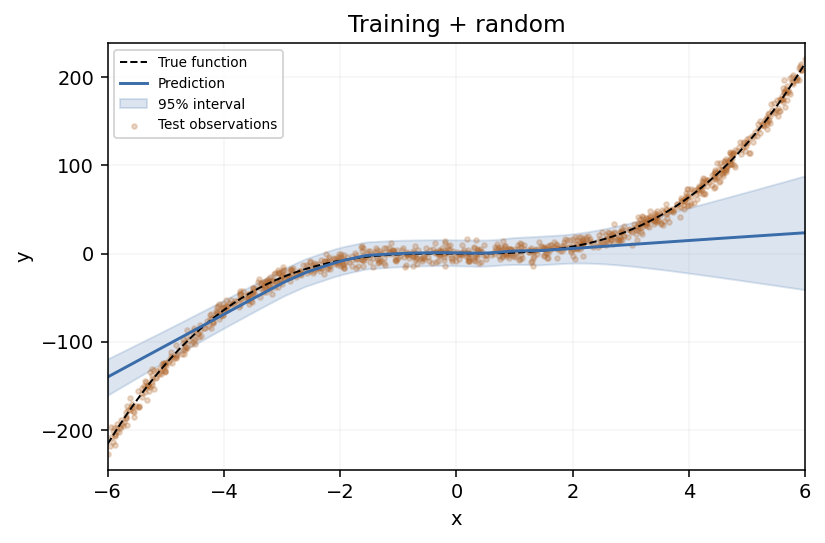 Training + random
True function
Prediction
95% interval
Test observations
y
200
100
0
−100
−200
−6
−4
−2
0
2
4
6
x